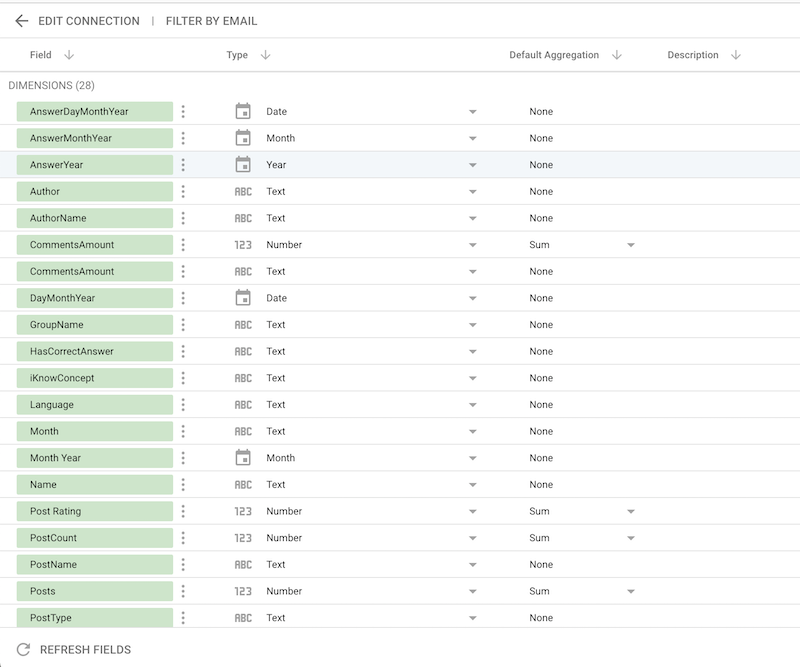 EDIT CONNECTION | FILTER BY EMAIL
Field Type Default Aggregation Description
DIMENSIONS (28)
AnswerDayMonthYear Date None
AnswerMonthYear Month None
AnswerYear Year None
Author ABC Text None
AuthorName ABC Text None
CommentsAmount 123 Number Sum
CommentsAmount ABC Text None
DayMonthYear Date None
GroupName ABC Text None
HasCorrectAnswer ABC Text None
iKnowConcept ABC Text None
Language ABC Text None
Month ABC Text None
Month Year Month None
Name ABC Text None
Post Rating 123 Number Sum
PostCount 123 Number Sum
PostName ABC Text None
Posts 123 Number Sum
PostType ABC Text None
REFRESH FIELDS